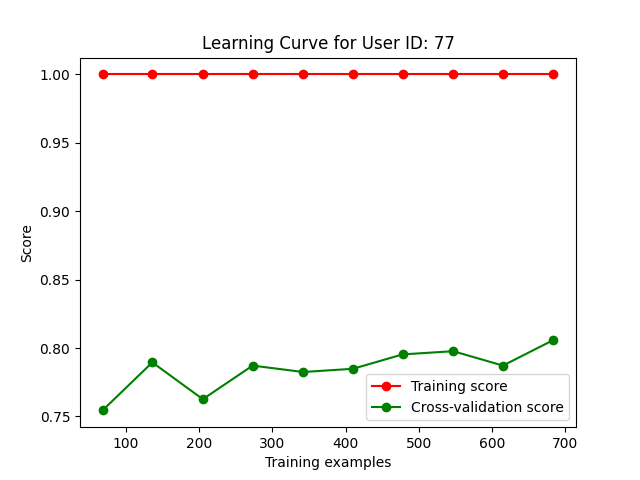 Learning Curve for User ID: 77
1.00
0.95
0.90
0.85
0.80
0.75
Score
100 200 300 400 500 600 700
Training examples
Training score
Cross-validation score